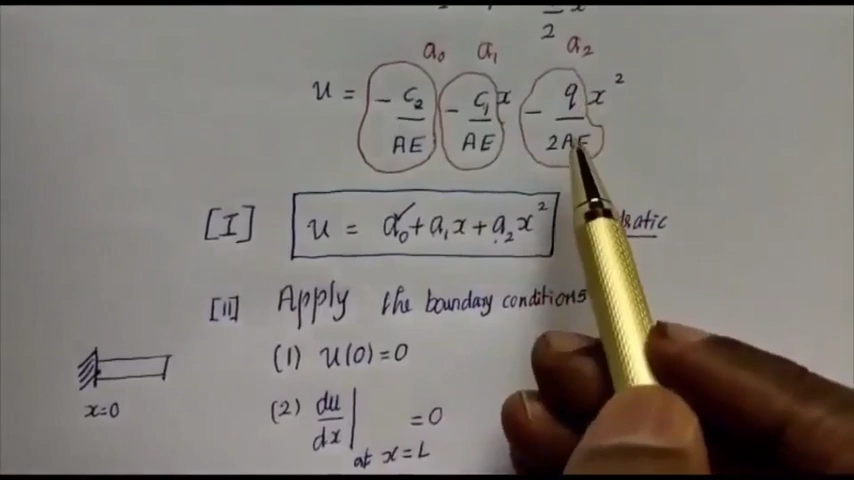 2
a₀ a₁ a₂
u = - C₂/AE - C₁/AE x - q/2AE x²
[I] u = a₀ + a₁x + a₂x²
[II] Apply the boundary conditions
(1) u(0) = 0
x=0
(2) du/dx | at x = L = 0